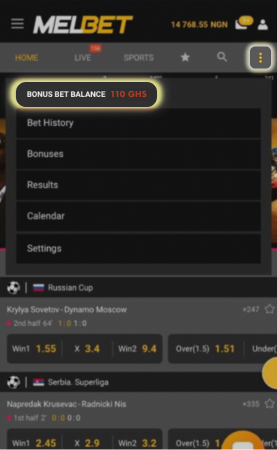 MELBET
14 768.55 NGN
HOME LIVE SPORTS
BONUS BET BALANCE 110 GHS
Bet History
Bonuses
Results
Calendar
Settings
Russian Cup
Krylya Sovetov - Dynamo Moscow +247
2nd half 64' 1 : 0 1 : 0
Win1 1.55 X 3.4 Win2 9.4 Over(1.5) 1.51 Under(
Serbia. Superliga
Napredak Krusevac - Radnicki Nis +335
1st half 2' 0 : 0 0 : 0
Win1 2.45 X 2.9 Win2 3.2 Over(1.5) 1. Under(